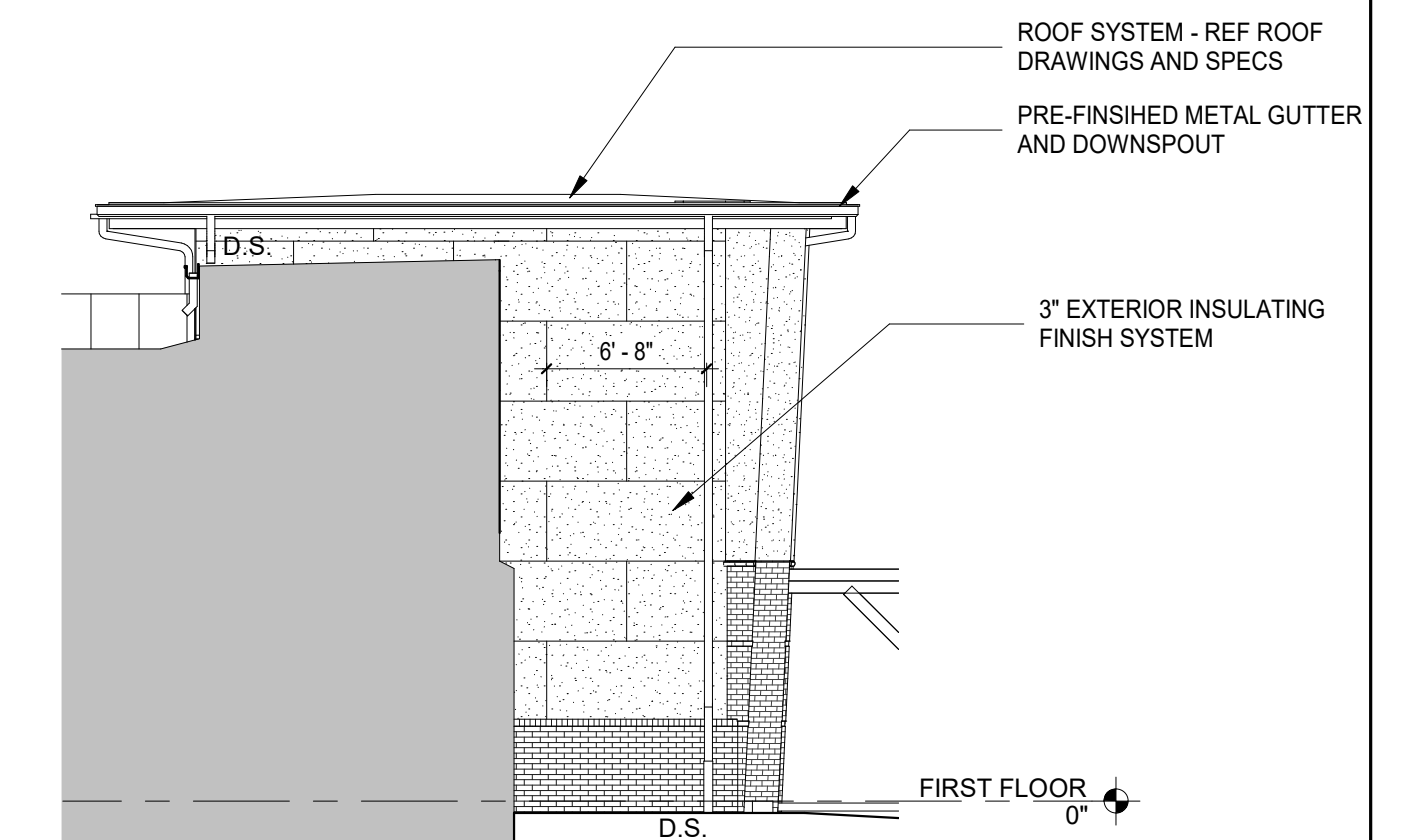 ROOF SYSTEM - REF ROOF
DRAWINGS AND SPECS
PRE-FINSIHED METAL GUTTER
AND DOWNSPOUT
D.S.
3" EXTERIOR INSULATING
FINISH SYSTEM
6' - 8"
FIRST FLOOR
0"
D.S.